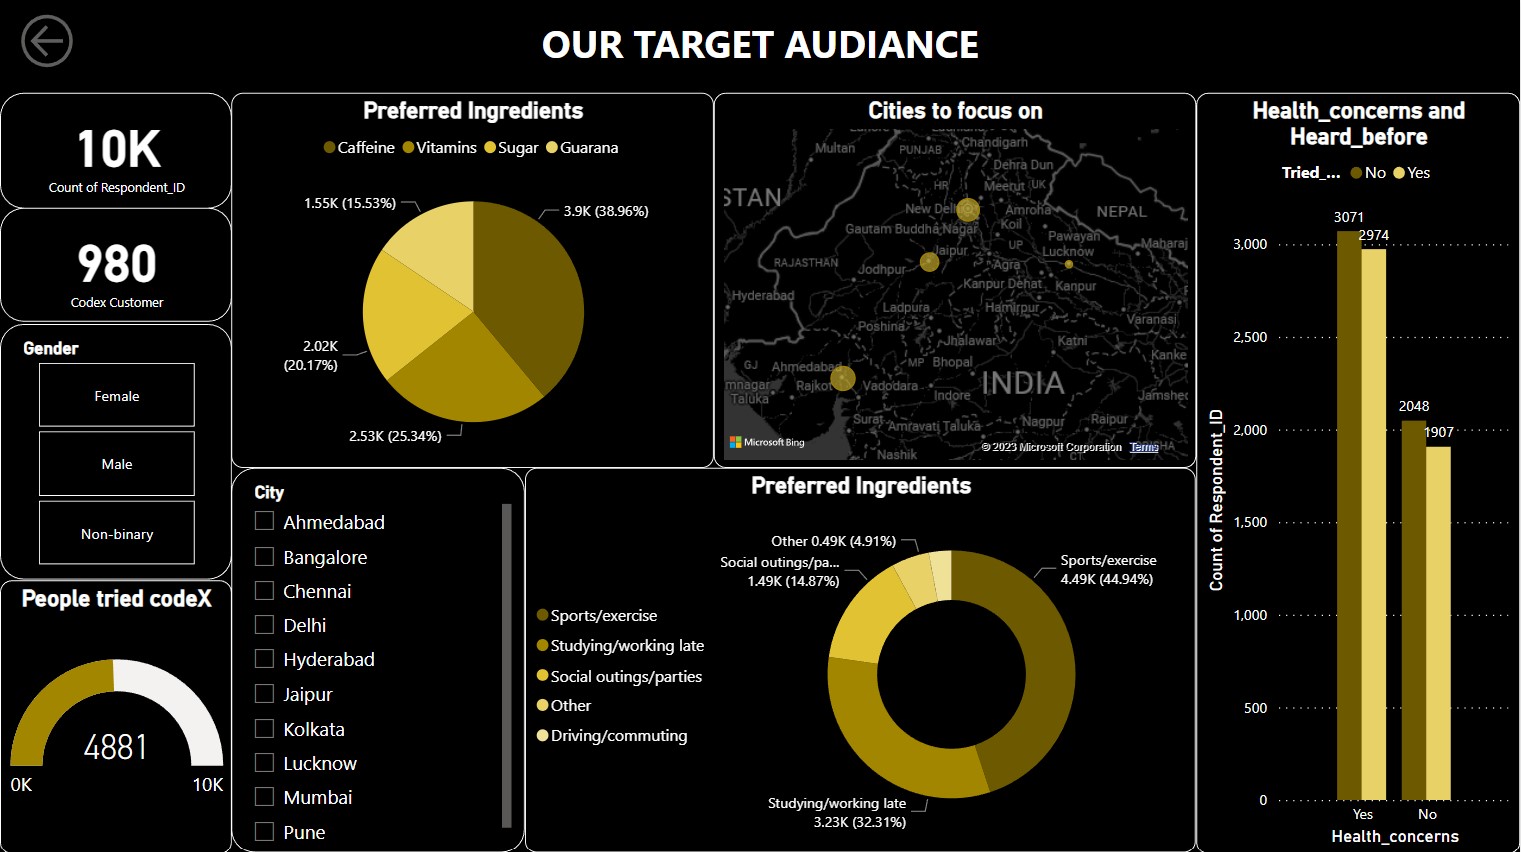 OUR TARGET AUDIANCE
10K
Count of Respondent_ID
980
Codex Customer
Gender
Female
Male
Non-binary
People tried codeX
4881
0K
10K
Preferred Ingredients
Caffeine Vitamins Sugar Guarana
1.55K (15.53%)
3.9K (38.96%)
2.02K
(20.17%)
2.53K (25.34%)
Cities to focus on
Multan
PUNJAB
Chandigarh
Dehra Dun
STAN
HR
Meerut UK
New Delhi
Amroha
NEPAL
Gautam Buddha Nagar
Koil
Pawayan
Jaipur
UP
Lucknow
Maharaj
RAJASTHAN
Jodhpur
Agra
Kanpur Dehat
Kanpur
Hyderabad
Ladpura
Hamirpur
Varanasi
Poshina
Jhalawar
Katni
Kanke
GJ
Ahmedabad
MP
Bhopal
INDIA
mnagar
Taluka
Rajkot
Vadodara
Indore
Jamshed
Surat
Amravati Taluka
Nagpur
Raipur
Microsoft Bing
© 2023 Microsoft Corporation
Terms
Nashik
CT
City
Ahmedabad
Bangalore
Chennai
Delhi
Hyderabad
Jaipur
Kolkata
Lucknow
Mumbai
Pune
Preferred Ingredients
Sports/exercise
Studying/working late
Social outings/parties
Other
Driving/commuting
Other 0.49K (4.91%)
Social outings/pa...
1.49K (14.87%)
Sports/exercise
4.49K (44.94%)
Studying/working late
3.23K (32.31%)
Health_concerns and
Heard_before
Tried_... No Yes
3071
2974
2048
1907
3,000
2,500
2,000
1,500
1,000
500
0
Count of Respondent_ID
Yes
No
Health_concerns